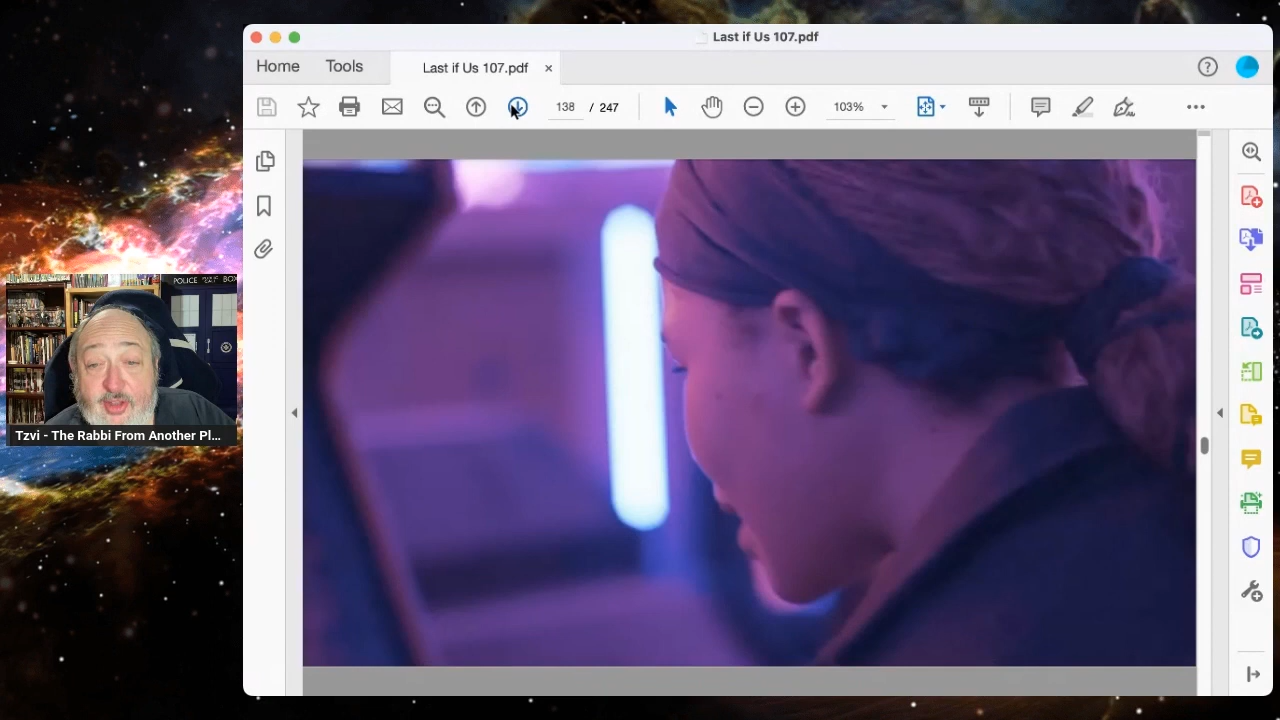 Last if Us 107.pdf
Home
Tools
Last if Us 107.pdf
138 / 247
103%
POLICE BOX
Tzvi - The Rabbi From Another Pl...